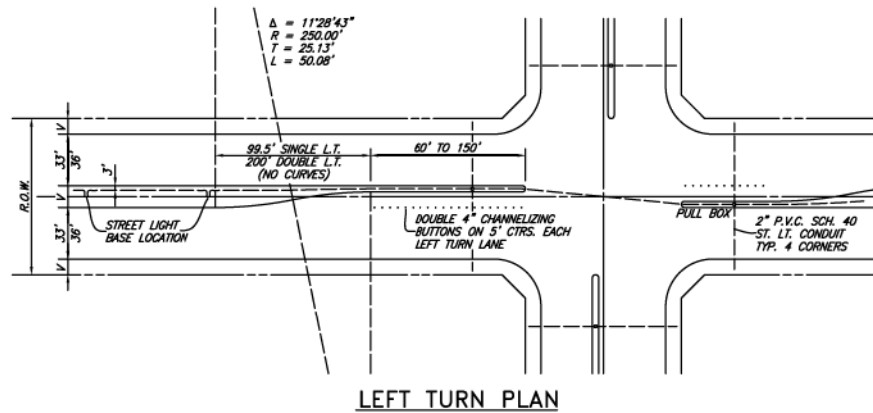 Δ = 11°28'43"
R = 250.00'
T = 25.13'
L = 50.08'
99.5' SINGLE L.T.
200' DOUBLE L.T.
(NO CURVES)
60' TO 150'
R.O.W.
V
33'
36'
3'
V
33'
36'
V
STREET LIGHT
BASE LOCATION
DOUBLE 4" CHANNELIZING
BUTTONS ON 5' CTRS. EACH
LEFT TURN LANE
PULL BOX
2" P.V.C. SCH. 40
ST. LT. CONDUIT
TYP. 4 CORNERS
LEFT TURN PLAN